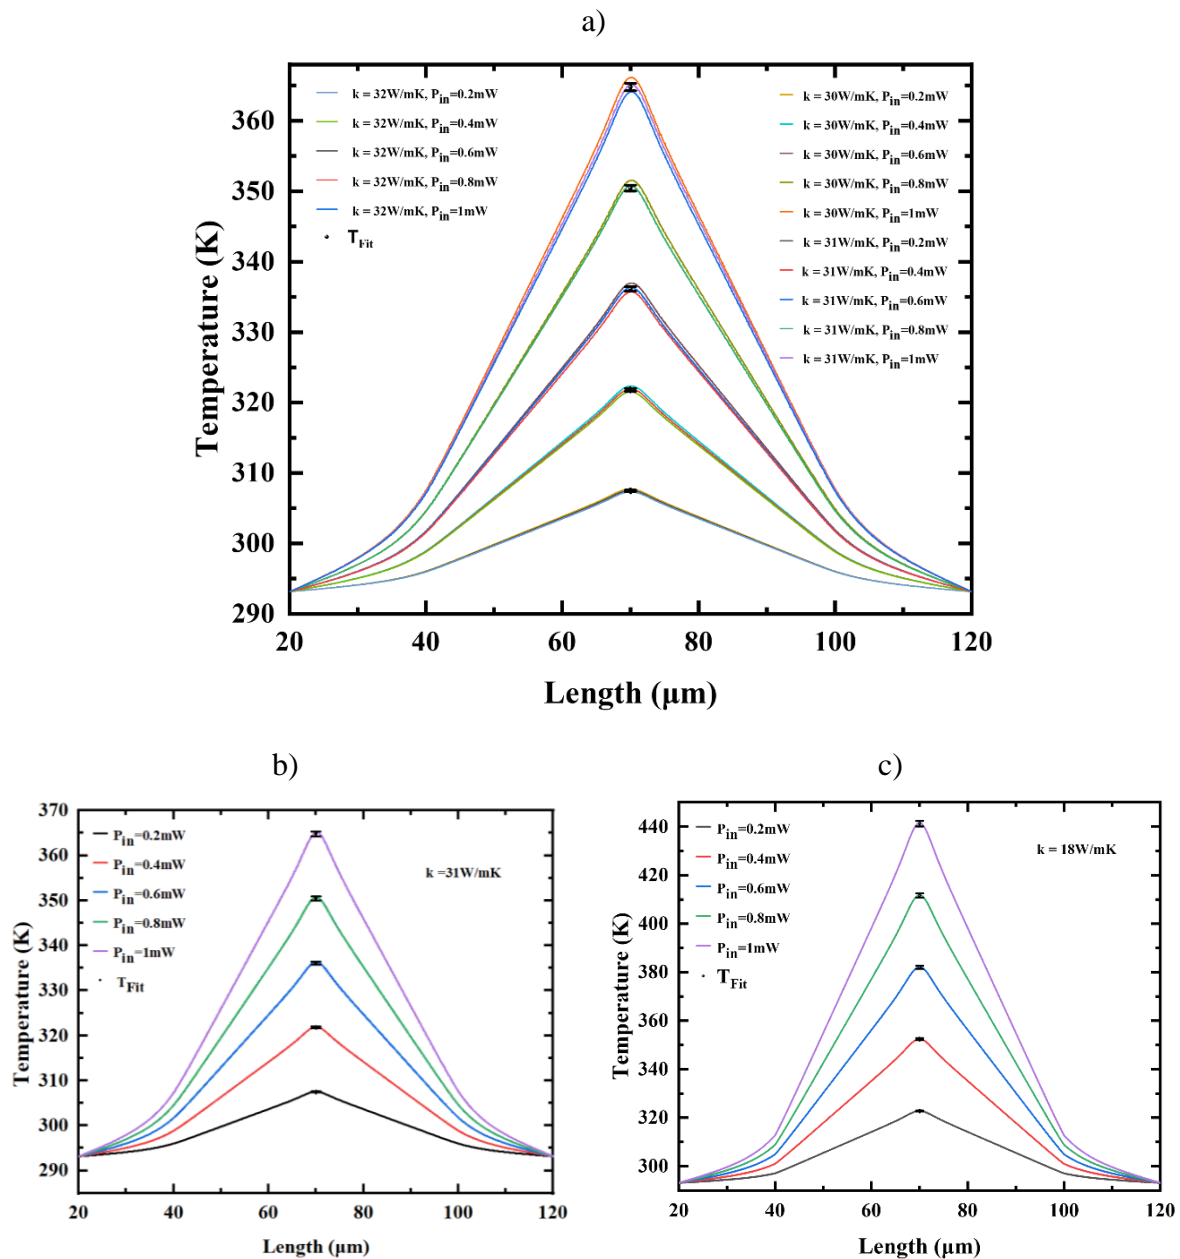 a)
k = 32W/mK, Pin=0.2mW
k = 32W/mK, Pin=0.4mW
k = 32W/mK, Pin=0.6mW
k = 32W/mK, Pin=0.8mW
k = 32W/mK, Pin=1mW
TFit
k = 30W/mK, Pin=0.2mW
k = 30W/mK, Pin=0.4mW
k = 30W/mK, Pin=0.6mW
k = 30W/mK, Pin=0.8mW
k = 30W/mK, Pin=1mW
k = 31W/mK, Pin=0.2mW
k = 31W/mK, Pin=0.4mW
k = 31W/mK, Pin=0.6mW
k = 31W/mK, Pin=0.8mW
k = 31W/mK, Pin=1mW
Temperature (K)
360
350
340
330
320
310
300
290
20 40 60 80 100 120
Length (μm)
b)
Pin=0.2mW
Pin=0.4mW
Pin=0.6mW
Pin=0.8mW
Pin=1mW
TFit
k =31W/mK
Temperature (K)
370
365
360
350
340
335
330
320
310
305
300
290
20 40 60 80 100 120
Length (μm)
c)
Pin=0.2mW
Pin=0.4mW
Pin=0.6mW
Pin=0.8mW
Pin=1mW
TFit
k = 18W/mK
Temperature (K)
440
420
400
380
360
340
320
300
20 40 60 80 100 120
Length (μm)